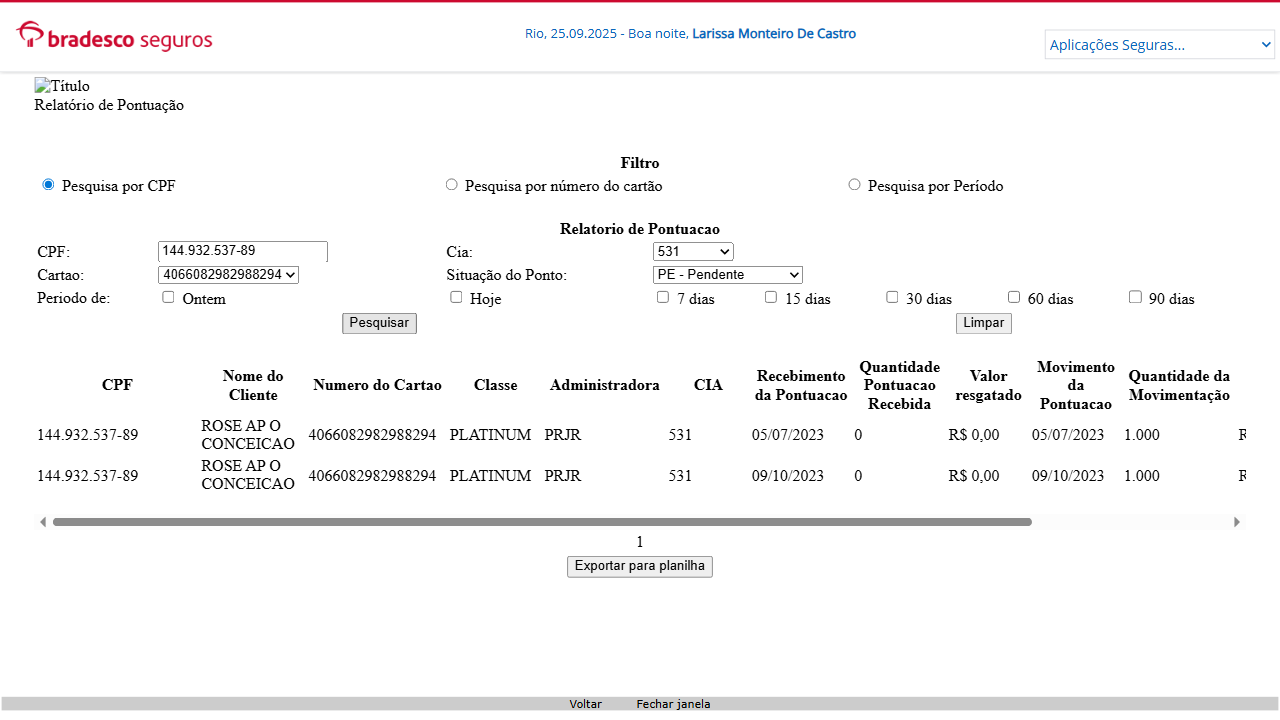 bradesco seguros
Rio, 25.09.2025 - Boa noite, Larissa Monteiro De Castro
Aplicações Seguras...
Título
Relatório de Pontuação
Filtro
Pesquisa por CPF
Pesquisa por número do cartão
Pesquisa por Período
Relatorio de Pontuacao
CPF: 144.932.537-89 Cia: 531
Cartao: 4066082982988294 Situação do Ponto: PE - Pendente
Periodo de: Ontem Hoje 7 dias 15 dias 30 dias 60 dias 90 dias
Pesquisar Limpar
CPF Nome do Cliente Numero do Cartao Classe Administradora CIA Recebimento da Pontuacao Quantidade Pontuacao Recebida Valor resgatado Movimento da Pontuacao Quantidade da Movimentação
144.932.537-89 ROSE AP O CONCEICAO 4066082982988294 PLATINUM PRJR 531 05/07/2023 0 R$ 0,00 05/07/2023 1.000
144.932.537-89 ROSE AP O CONCEICAO 4066082982988294 PLATINUM PRJR 531 09/10/2023 0 R$ 0,00 09/10/2023 1.000
1
Exportar para planilha
Voltar Fechar janela